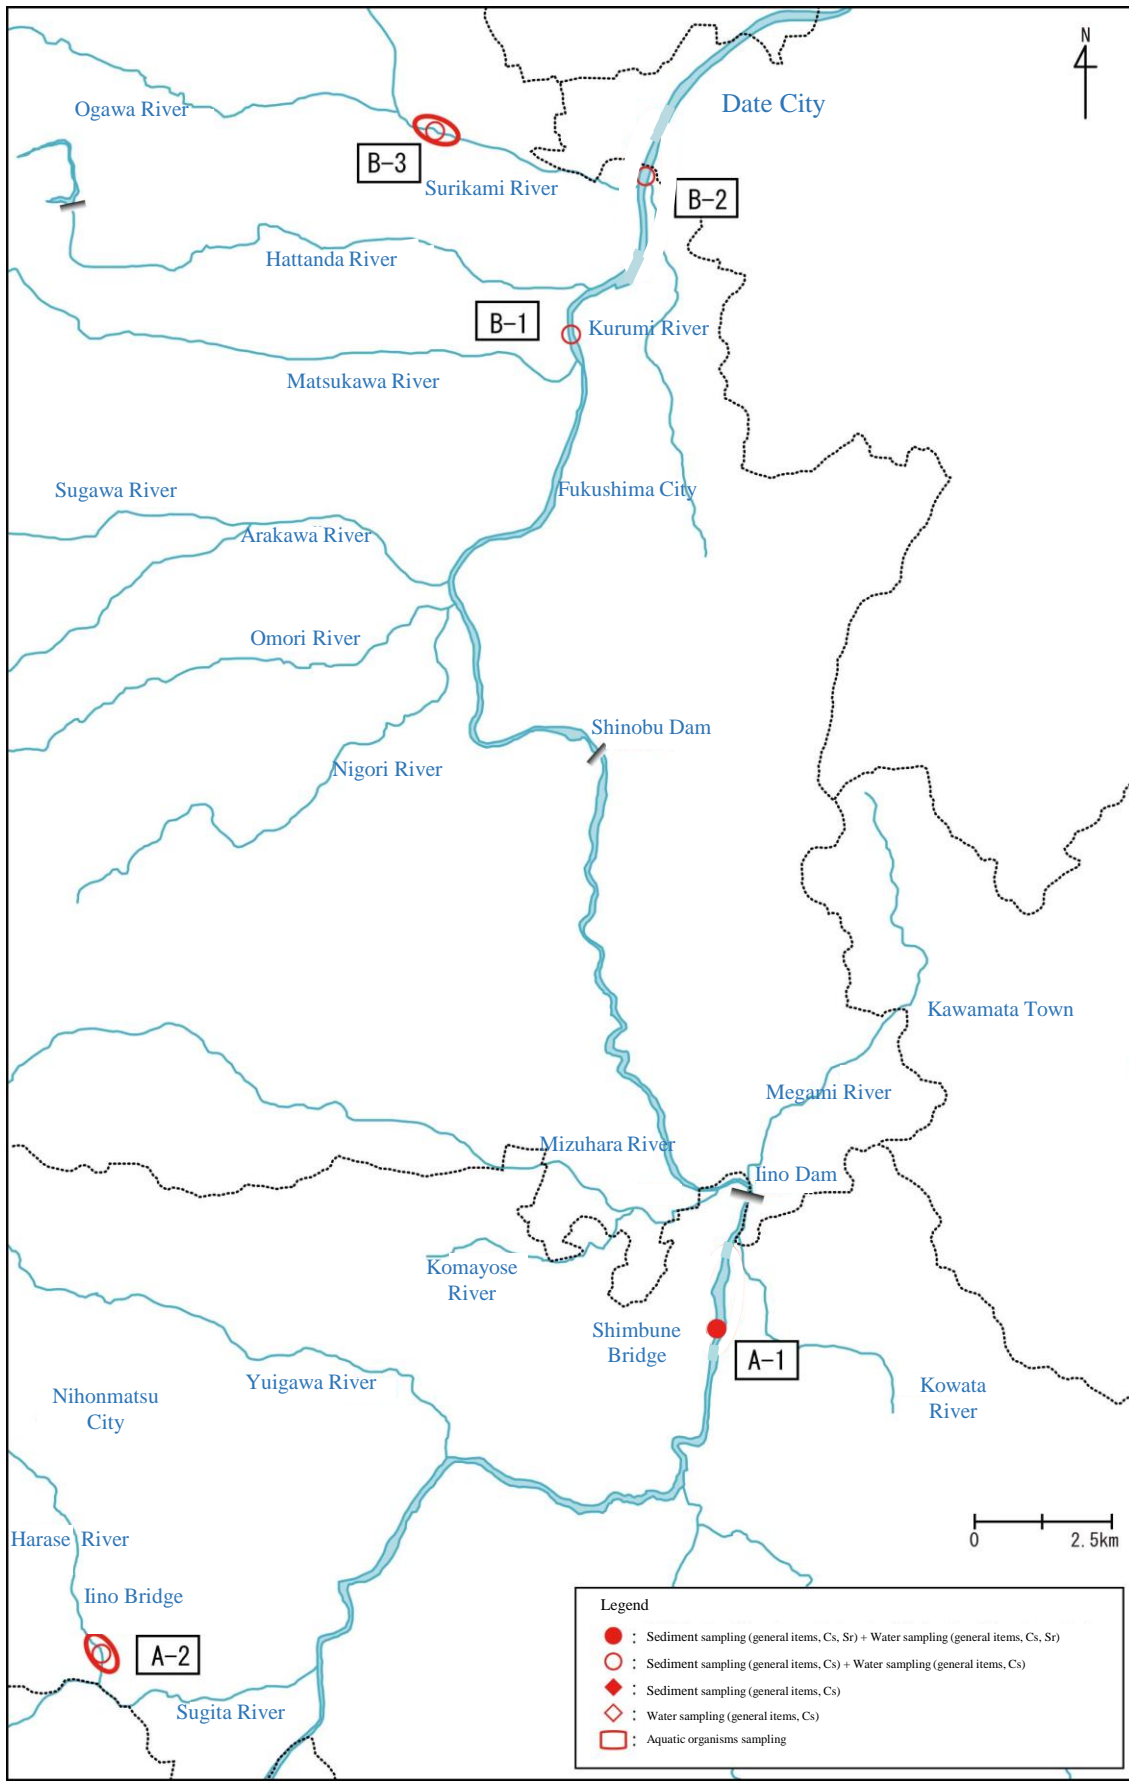 N
Date City
Ogawa River
B-3
Surikami River
B-2
Hattanda River
B-1
Kurumi River
Matsukawa River
Sugawa River
Fukushima City
Arakawa River
Omori River
Shinobu Dam
Nigori River
Kawamata Town
Megami River
Mizuhara River
Iino Dam
Komayose
River
Shimbune
Bridge
A-1
Yuigawa River
Kowata
River
Nihonmatsu
City
Harase River
0
2.5km
Iino Bridge
A-2
Sugita River
Legend
: Sediment sampling (general items, Cs, Sr) + Water sampling (general items, Cs, Sr)
: Sediment sampling (general items, Cs) + Water sampling (general items, Cs)
: Sediment sampling (general items, Cs)
: Water sampling (general items, Cs)
: Aquatic organisms sampling